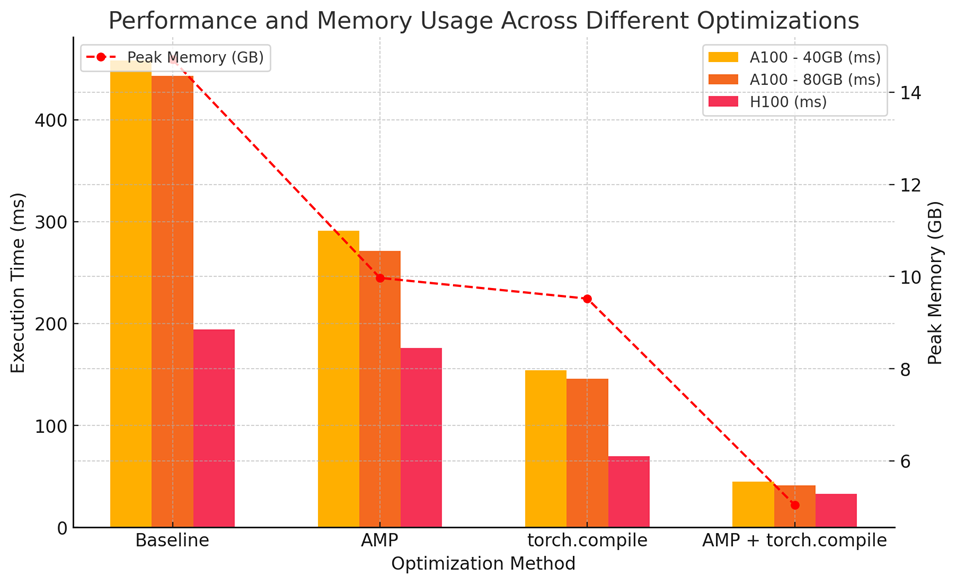 Performance and Memory Usage Across Different Optimizations
Peak Memory (GB)
A100 - 40GB (ms)
A100 - 80GB (ms)
H100 (ms)
Execution Time (ms)
400
300
200
100
0
14
12
10
8
6
Peak Memory (GB)
Baseline
AMP
torch.compile
AMP + torch.compile
Optimization Method